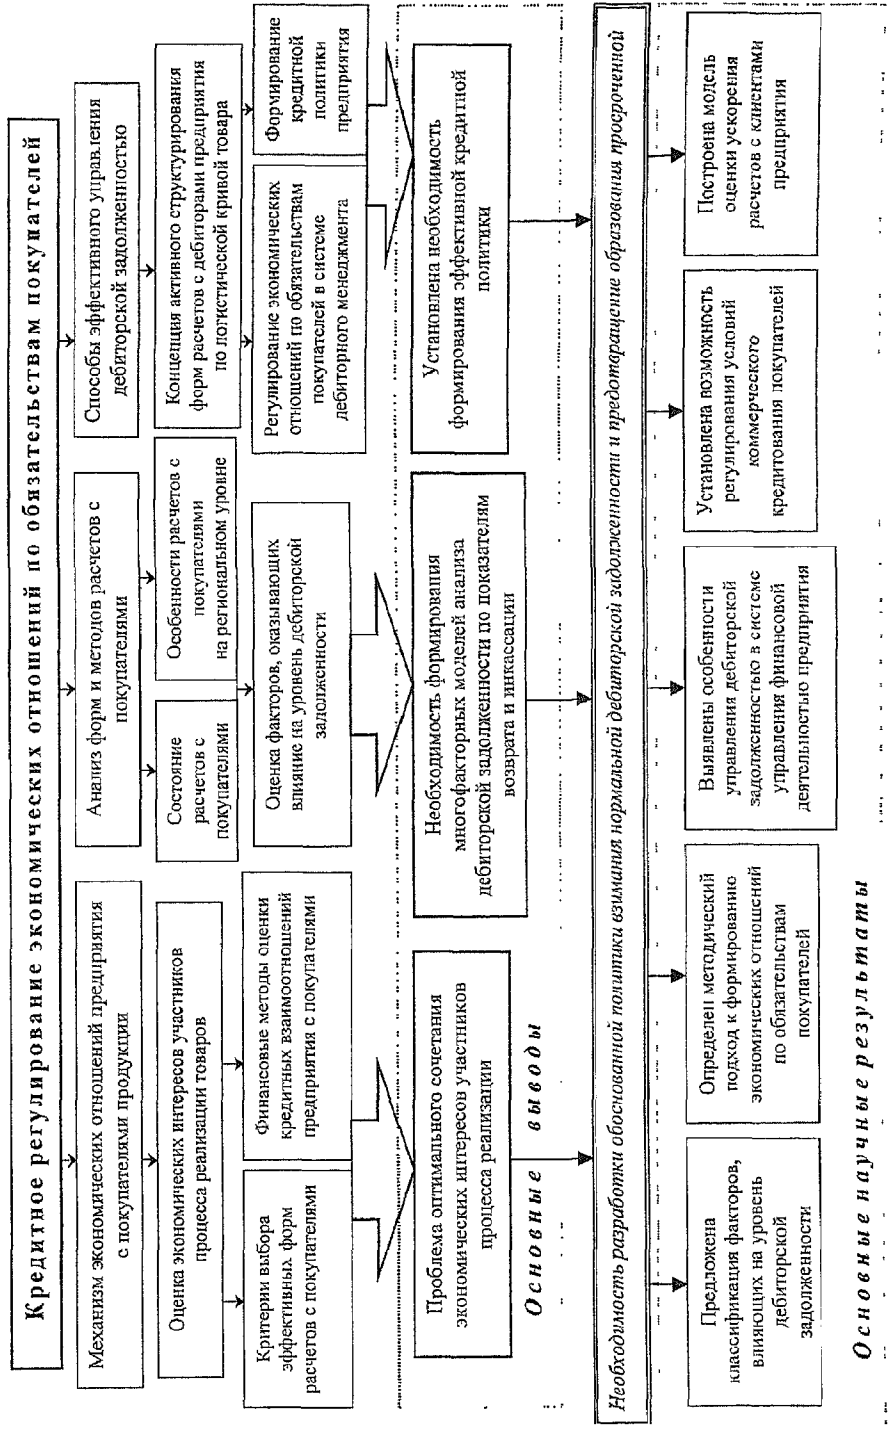 Кредитное регулирование экономических отношений по обязательствам покупателей
Механизм экономических отношений предприятия
с покупателями продукции
Анализ форм и методов расчетов с
покупателями
Способы эффективного управления
дебиторской задолженностью
Оценка экономических интересов участников
процесса реализации товаров
Состояние
расчетов с
покупателями
Особенности расчетов с
покупателями
на региональном уровне
Концепция активного структурирования
форм расчетов с дебиторами предприятия
по логистической кривой товара
Критерии выбора
эффективных форм
расчетов с покупателями
Финансовые методы оценки
кредитных взаимоотношений
предприятия с покупателями
Оценка факторов, оказывающих
влияние на уровень дебиторской
задолженности
Регулирование экономических
отношений по обязательствам
покупателей в системе
дебиторного менеджмента
Формирование
кредитной
политики
предприятия
Проблема оптимального сочетания
экономических интересов участников
процесса реализации
Необходимость формирования
многофакторных моделей анализа
дебиторской задолженности по показателям
возврата и инкассации
Установлена необходимость
формирования эффективной кредитной
политики
Основные выводы
Необходимость разработки обоснованной политики взимания нормальной дебиторской задолженности и предотвращение образования просроченной
Предложена
классификация факторов,
влияющих на уровень
дебиторской
задолженности
Определен методический
подход к формированию
экономических отношений
по обязательствам
покупателей
Выявлены особенности
управления дебиторской
задолженностью в системе
управления финансовой
деятельностью предприятия
Установлена возможность
регулирования условий
коммерческого
кредитования покупателей
Построена модель
оценки ускорения
расчетов с клиентами
предприятия
Основные научные результаты